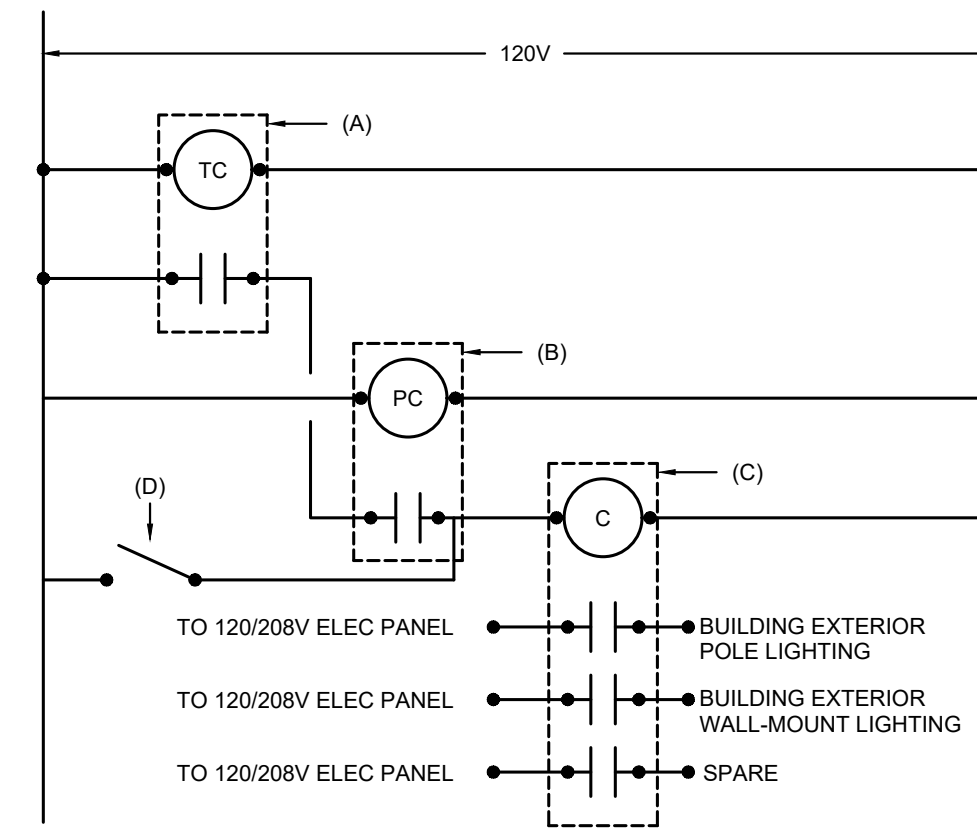 120V
(A)
TC
(B)
PC
(C)
(D)
C
TO 120/208V ELEC PANEL
BUILDING EXTERIOR
POLE LIGHTING
TO 120/208V ELEC PANEL
BUILDING EXTERIOR
WALL-MOUNT LIGHTING
TO 120/208V ELEC PANEL
SPARE